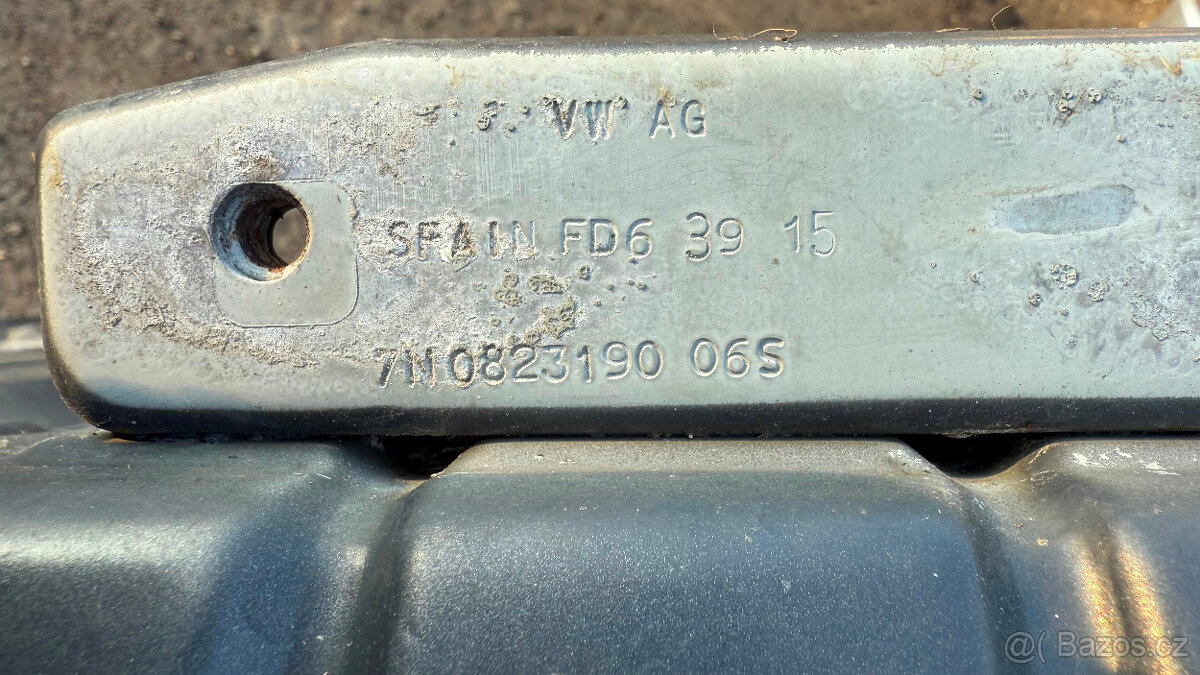 VW AG
SPAIN FD6 39 15
7N0823190 06S
@( Bazos.cz